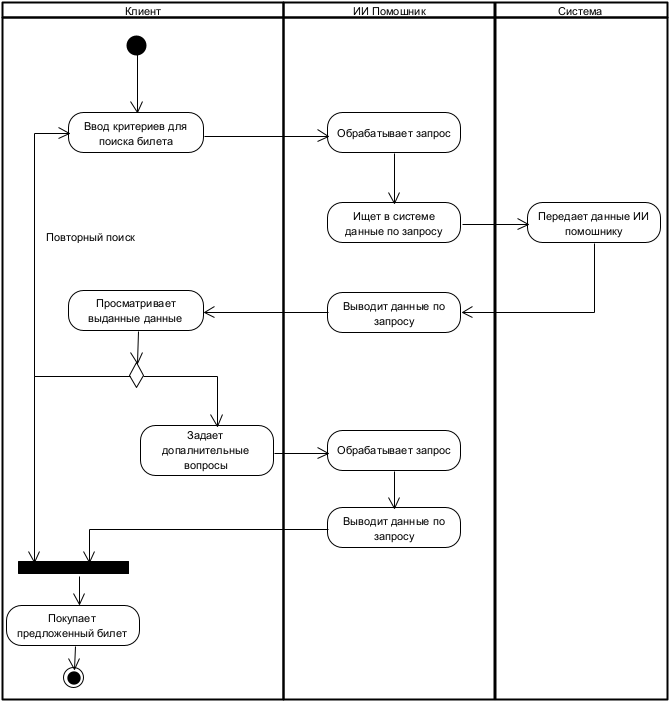 Клиент
ИИ Помошник
Система
Ввод критериев для
поиска билета
Обрабатывает запрос
Ищет в системе
данные по запросу
Передает данные ИИ
помошнику
Повторный поиск
Просматривает
выданные данные
Выводит данные по
запросу
Задает
допалнительные
вопросы
Обрабатывает запрос
Выводит данные по
запросу
Покупает
предложенный билет